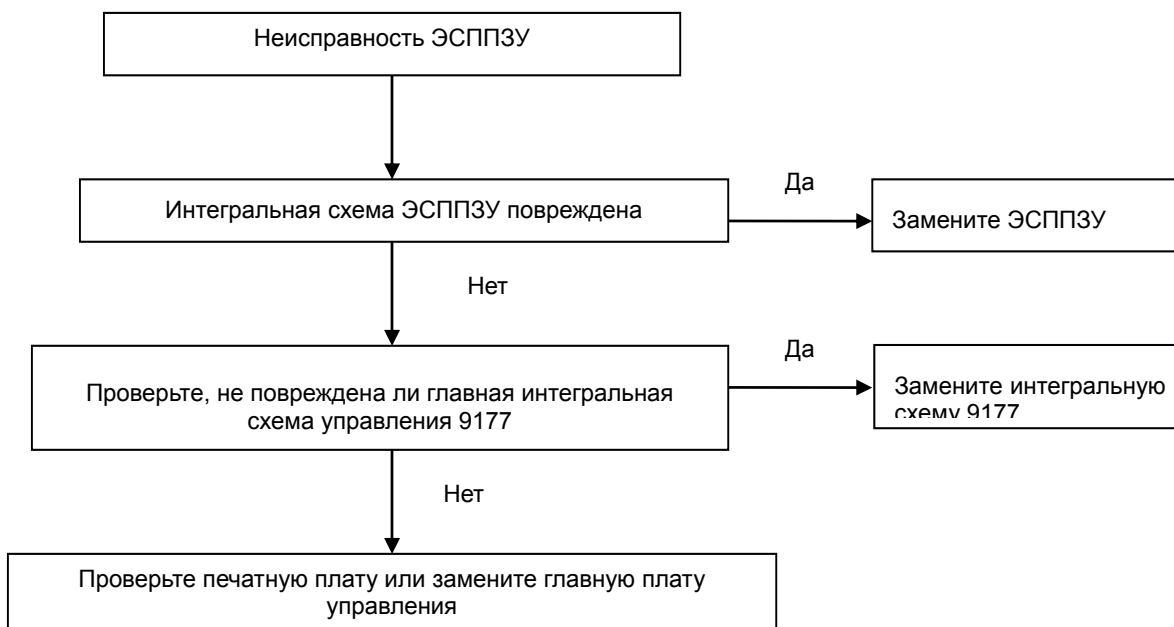 Неисправность ЭСППЗУ
Интегральная схема ЭСППЗУ повреждена
Да
Замените ЭСППЗУ
Нет
Проверьте, не повреждена ли главная интегральная
схема управления 9177
Да
Замените интегральную
схему 9177
Нет
Проверьте печатную плату или замените главную плату
управления